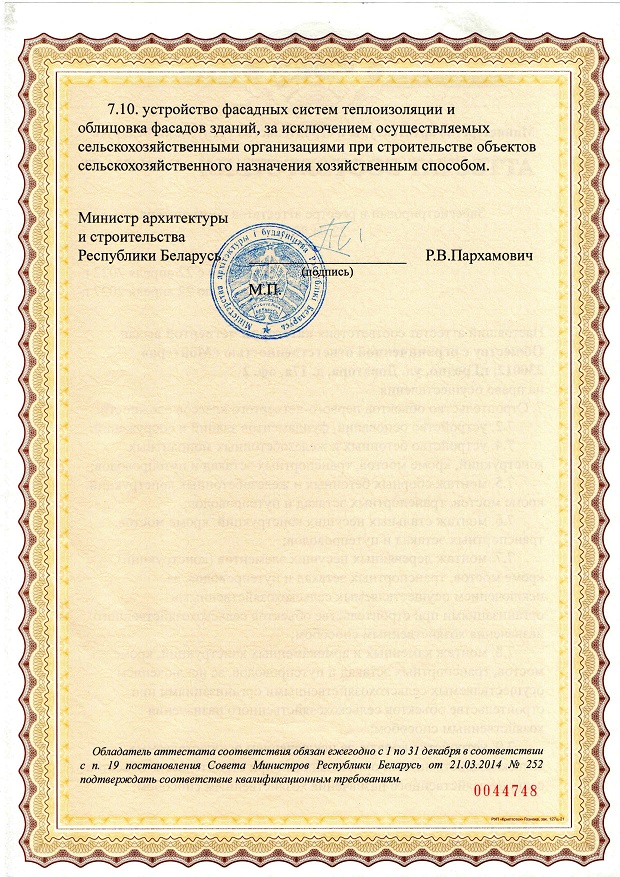 7.10. устройство фасадных систем теплоизоляции и
облицовка фасадов зданий, за исключением осуществляемых
сельскохозяйственными организациями при строительстве объектов
сельскохозяйственного назначения хозяйственным способом.
Министр архитектуры
и строительства
Республики Беларусь
Р.В.Пархамович
(подпись)
М.П.
Міністэрства архітэктуры і будаўніцтва Рэспублікі Беларусь
Обладатель аттестата соответствия обязан ежегодно с 1 по 31 декабря в соответствии
с п. 19 постановления Совета Министров Республики Беларусь от 21.03.2014 № 252
подтверждать соответствие квалификационным требованиям.
0044748